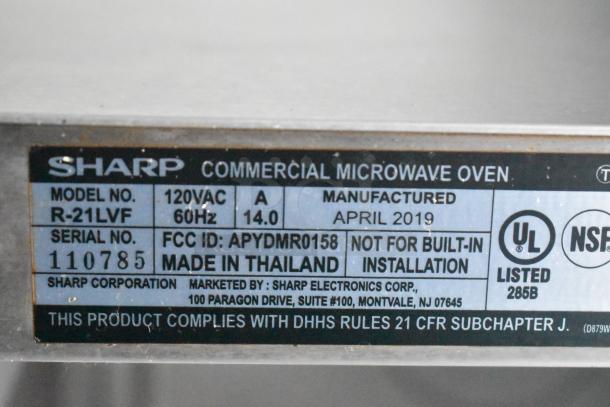 SHARP COMMERCIAL MICROWAVE OVEN
MODEL NO. 120VAC A MANUFACTURED
R-21LVF 60Hz 14.0 APRIL 2019
SERIAL NO. FCC ID: APYDMR0158 NOT FOR BUILT-IN
110785 MADE IN THAILAND INSTALLATION
SHARP CORPORATION MARKETED BY : SHARP ELECTRONICS CORP.,
100 PARAGON DRIVE, SUITE #100, MONTVALE, NJ 07645
THIS PRODUCT COMPLIES WITH DHHS RULES 21 CFR SUBCHAPTER J. (D879W
UL
LISTED
285B
NSF